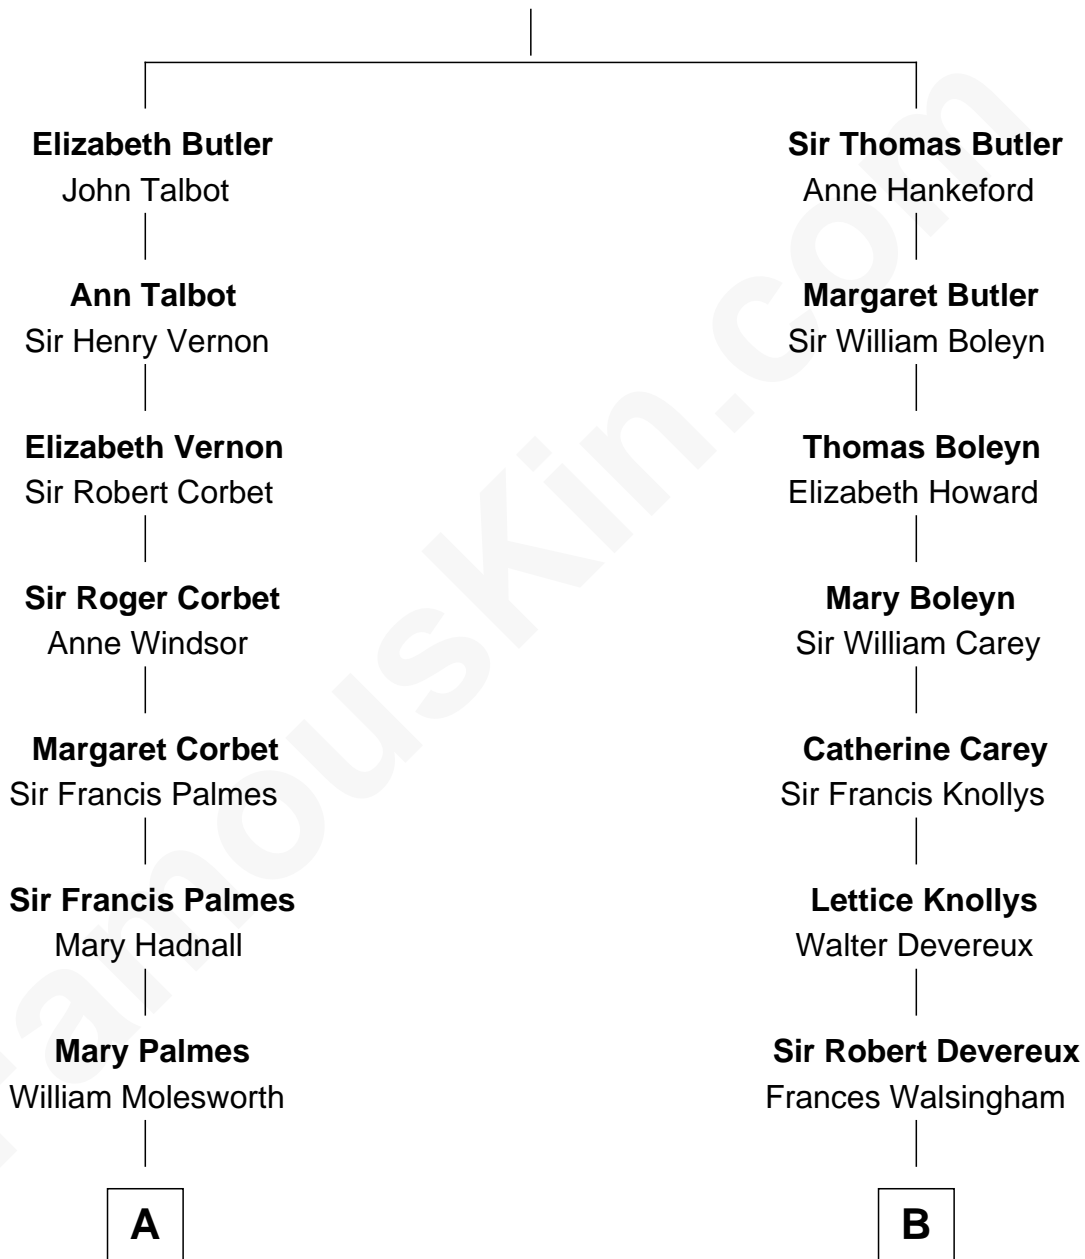 Elizabeth Butler
John Talbot
Ann Talbot
Sir Henry Vernon
Elizabeth Vernon
Sir Robert Corbet
Sir Roger Corbet
Anne Windsor
Margaret Corbet
Sir Francis Palmes
Sir Francis Palmes
Mary Hadnall
Mary Palmes
William Molesworth
A
Sir Thomas Butler
Anne Hankeford
Margaret Butler
Sir William Boleyn
Thomas Boleyn
Elizabeth Howard
Mary Boleyn
Sir William Carey
Catherine Carey
Sir Francis Knollys
Lettice Knollys
Walter Devereux
Sir Robert Devereux
Frances Walsingham
B
FamousKin.com